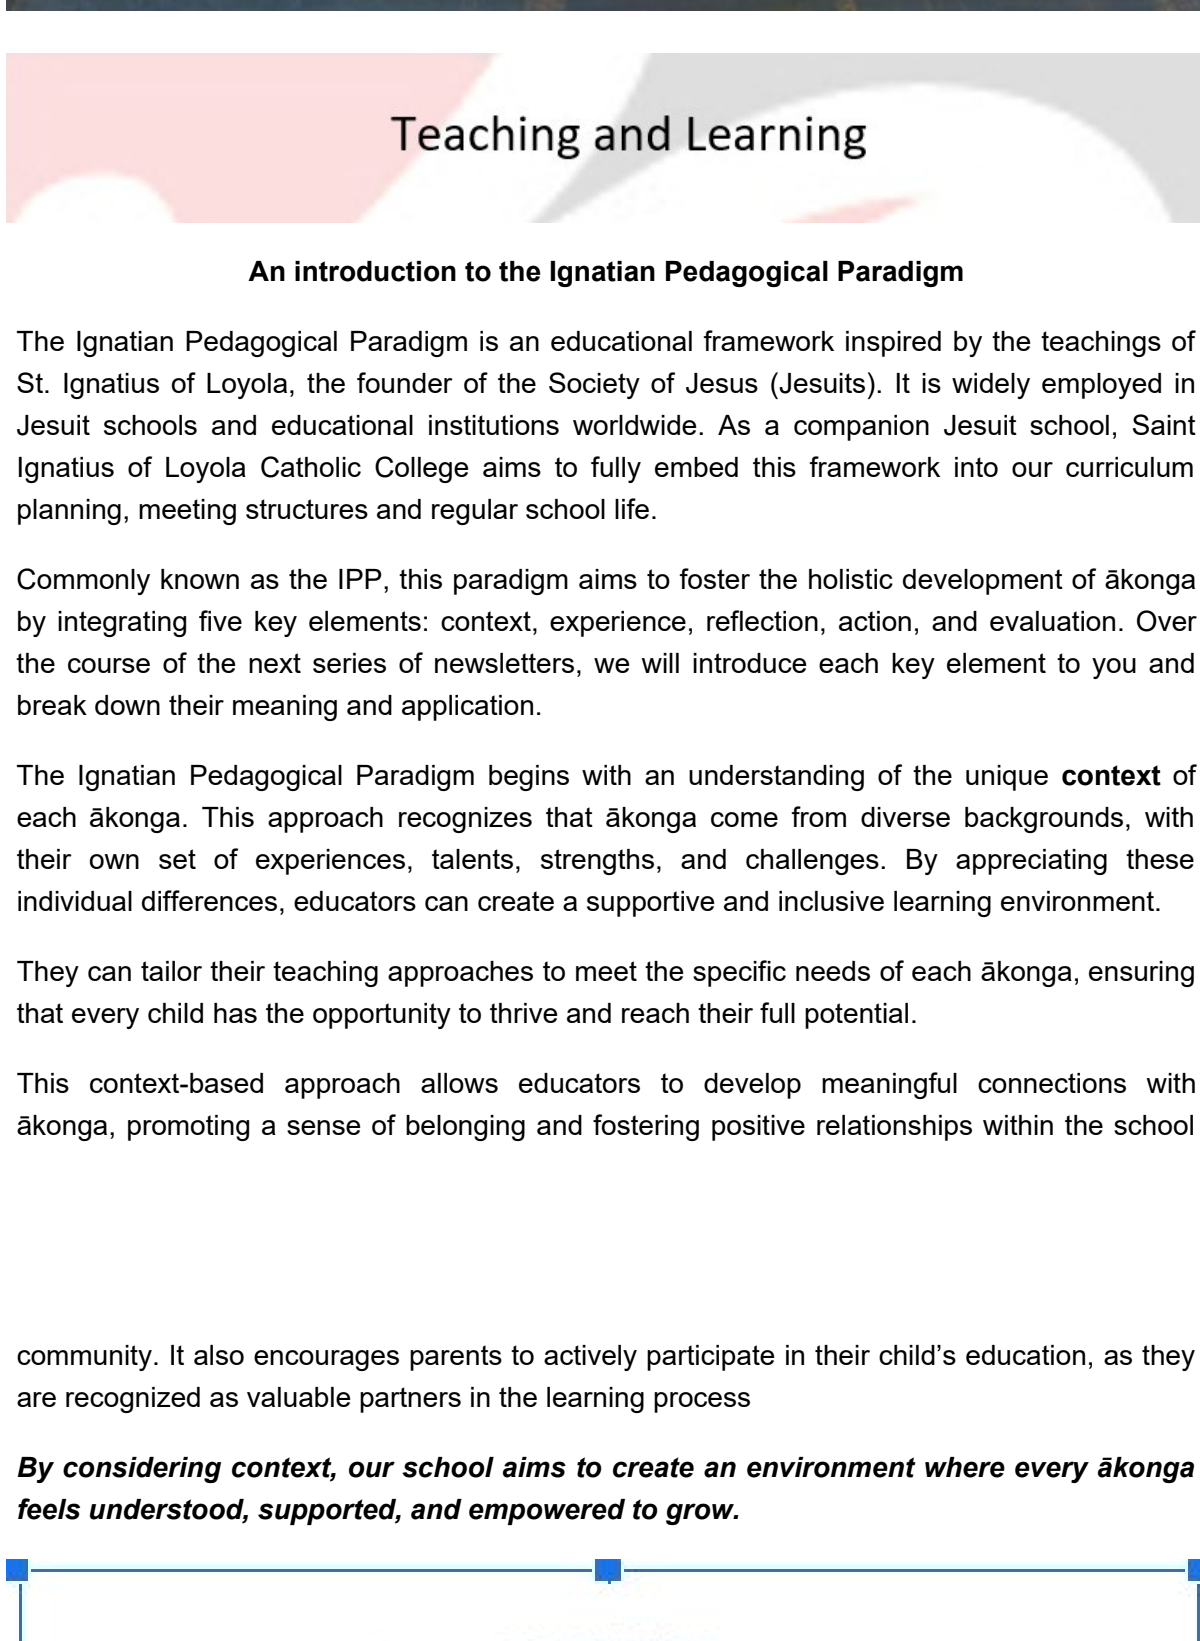 Teaching and Learning
An introduction to the Ignatian Pedagogical Paradigm
The Ignatian Pedagogical Paradigm is an educational framework inspired by the teachings of
St. Ignatius of Loyola, the founder of the Society of Jesus (Jesuits). It is widely employed in
Jesuit schools and educational institutions worldwide. As a companion Jesuit school, Saint
Ignatius of Loyola Catholic College aims to fully embed this framework into our curriculum
planning, meeting structures and regular school life.
Commonly known as the IPP, this paradigm aims to foster the holistic development of ākonga
by integrating five key elements: context, experience, reflection, action, and evaluation. Over
the course of the next series of newsletters, we will introduce each key element to you and
break down their meaning and application.
The Ignatian Pedagogical Paradigm begins with an understanding of the unique context of
each ākonga. This approach recognizes that ākonga come from diverse backgrounds, with
their own set of experiences, talents, strengths, and challenges. By appreciating these
individual differences, educators can create a supportive and inclusive learning environment.
They can tailor their teaching approaches to meet the specific needs of each ākonga, ensuring
that every child has the opportunity to thrive and reach their full potential.
This context-based approach allows educators to develop meaningful connections with
ākonga, promoting a sense of belonging and fostering positive relationships within the school
community. It also encourages parents to actively participate in their child’s education, as they
are recognized as valuable partners in the learning process
By considering context, our school aims to create an environment where every ākonga
feels understood, supported, and empowered to grow.